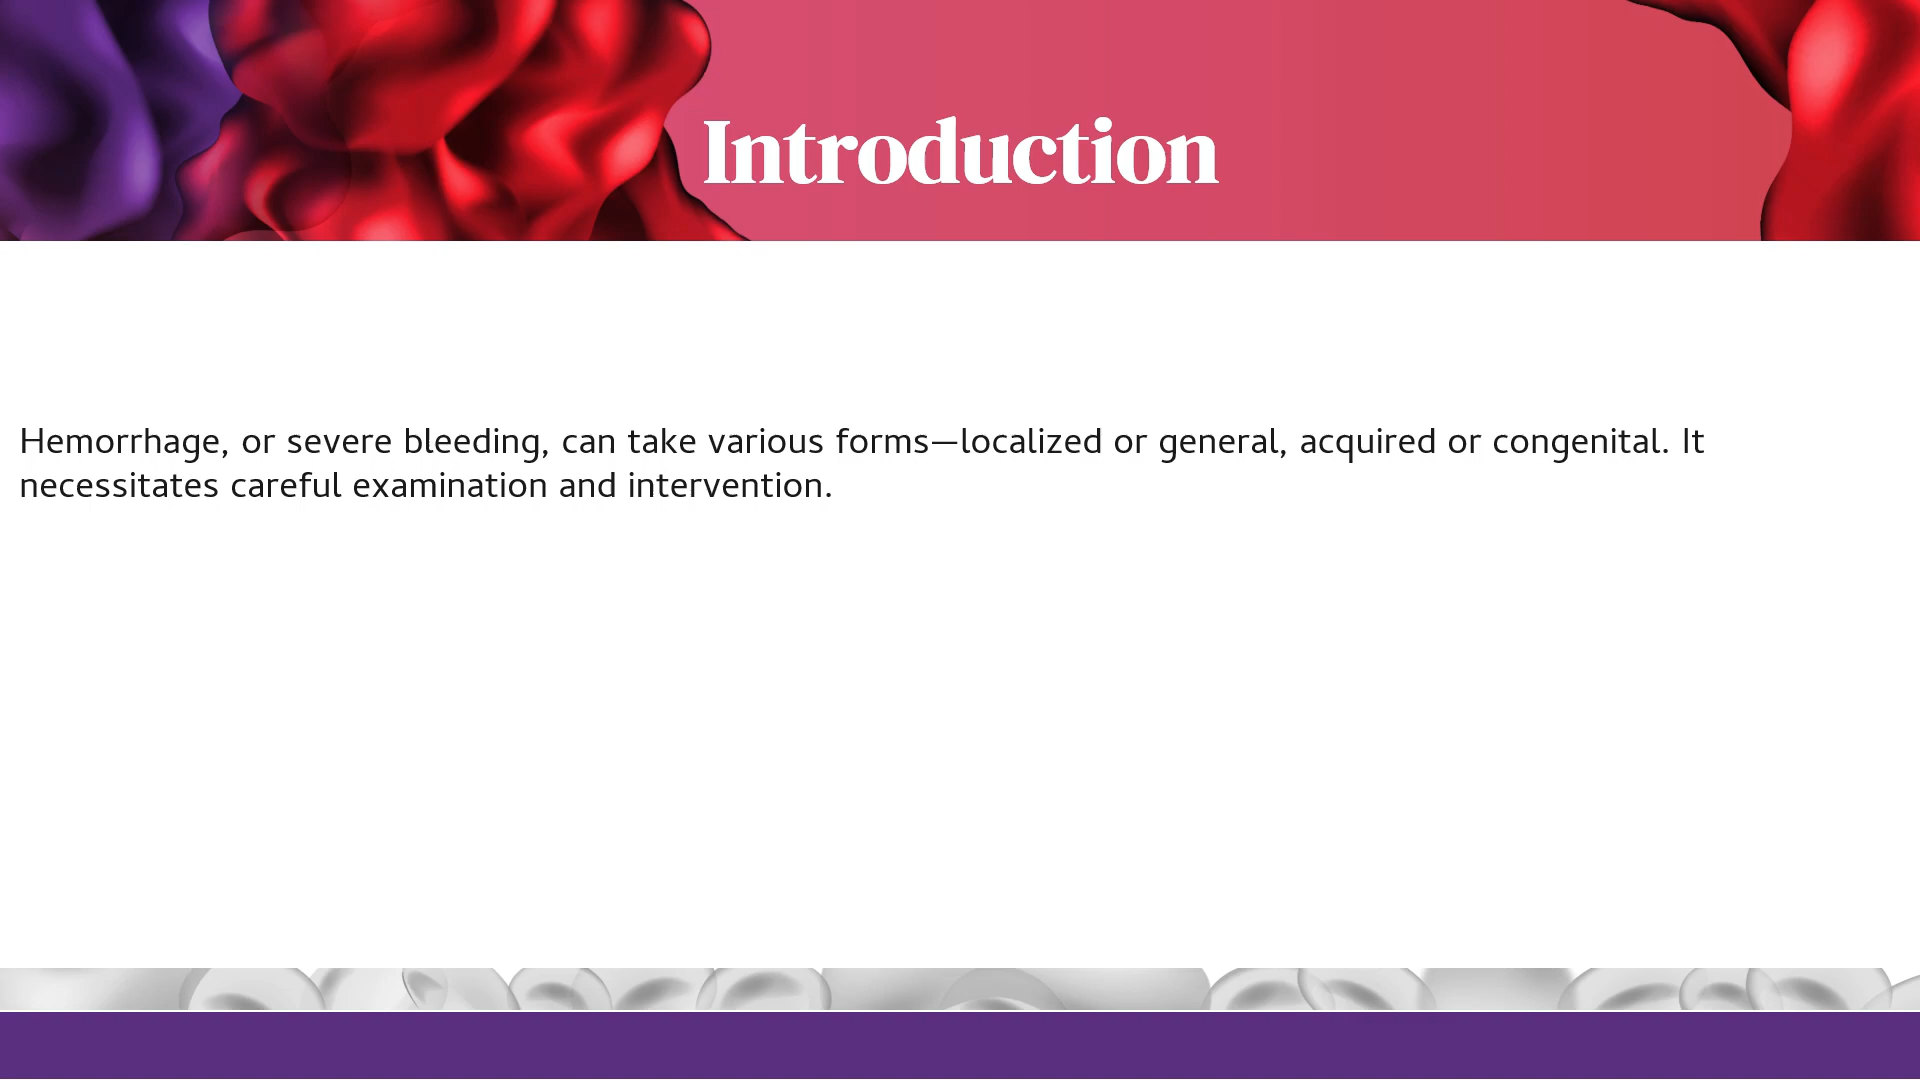 Introduction
Hemorrhage, or severe bleeding, can take various forms—localized or general, acquired or congenital. It
necessitates careful examination and intervention.